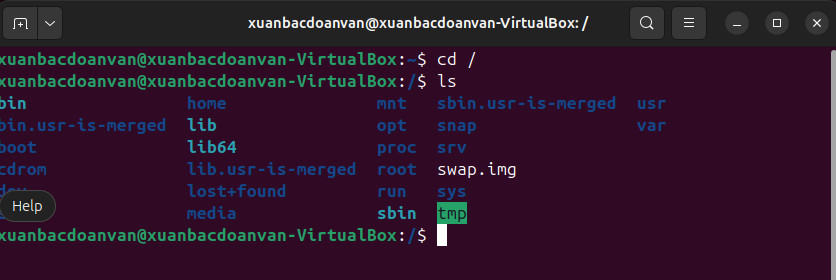 xuanbacdoanvan@xuanbacdoanvan-VirtualBox: /
xuanbacdoanvan@xuanbacdoanvan-VirtualBox:~$ cd /
xuanbacdoanvan@xuanbacdoanvan-VirtualBox:/$ ls
bin home mnt sbin.usr-is-merged usr
bin.usr-is-merged lib opt snap var
boot lib64 proc srv
cdrom lib.usr-is-merged root swap.img
lost+found run sys
Help
media sbin tmp
xuanbacdoanvan@xuanbacdoanvan-VirtualBox:/$